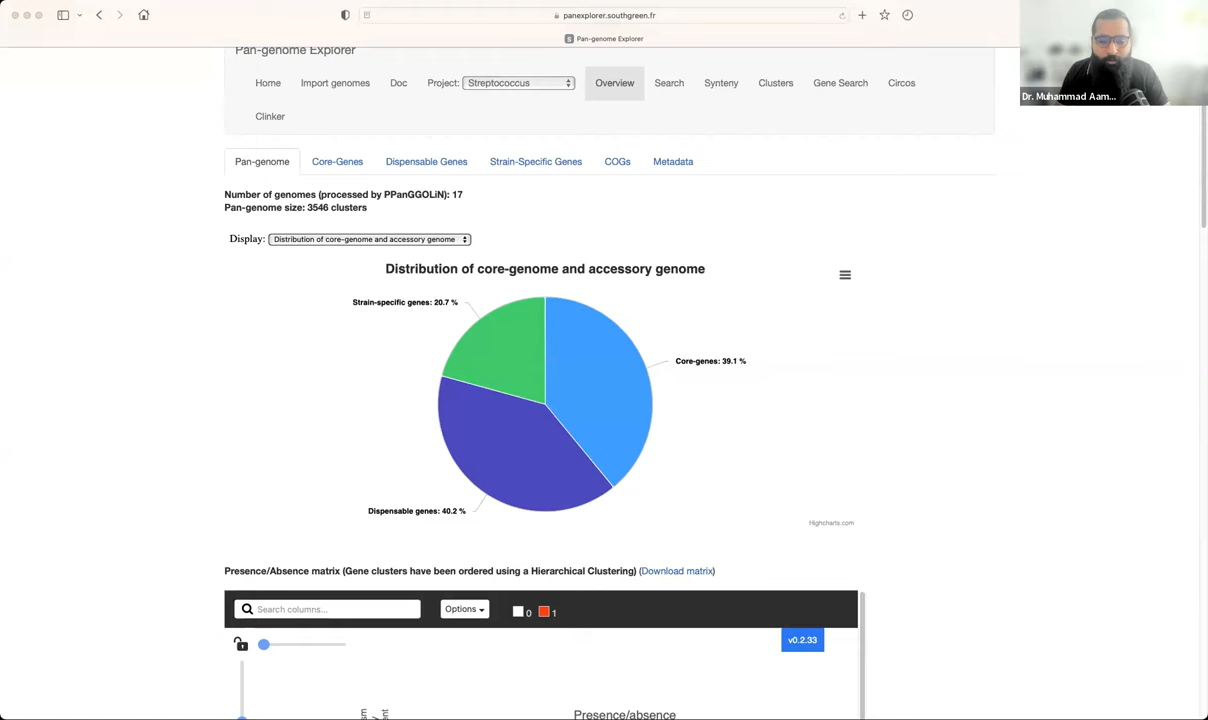 panexplorer.southgreen.fr
S Pan-genome Explorer
Pan-genome Explorer
Home Import genomes Doc Project: Streptococcus Overview Search Synteny Clusters Gene Search Circos
Clinker
Dr. Muhammad Aam...
Pan-genome Core-Genes Dispensable Genes Strain-Specific Genes COGs Metadata
Number of genomes (processed by PPanGGOLiN): 17
Pan-genome size: 3546 clusters
Display: Distribution of core-genome and accessory genome
Distribution of core-genome and accessory genome
Strain-specific genes: 20.7 %
Core-genes: 39.1 %
Dispensable genes: 40.2 %
Highcharts.com
Presence/Absence matrix (Gene clusters have been ordered using a Hierarchical Clustering) (Download matrix)
Search columns... Options 0 1
v0.2.33
Presence/absence